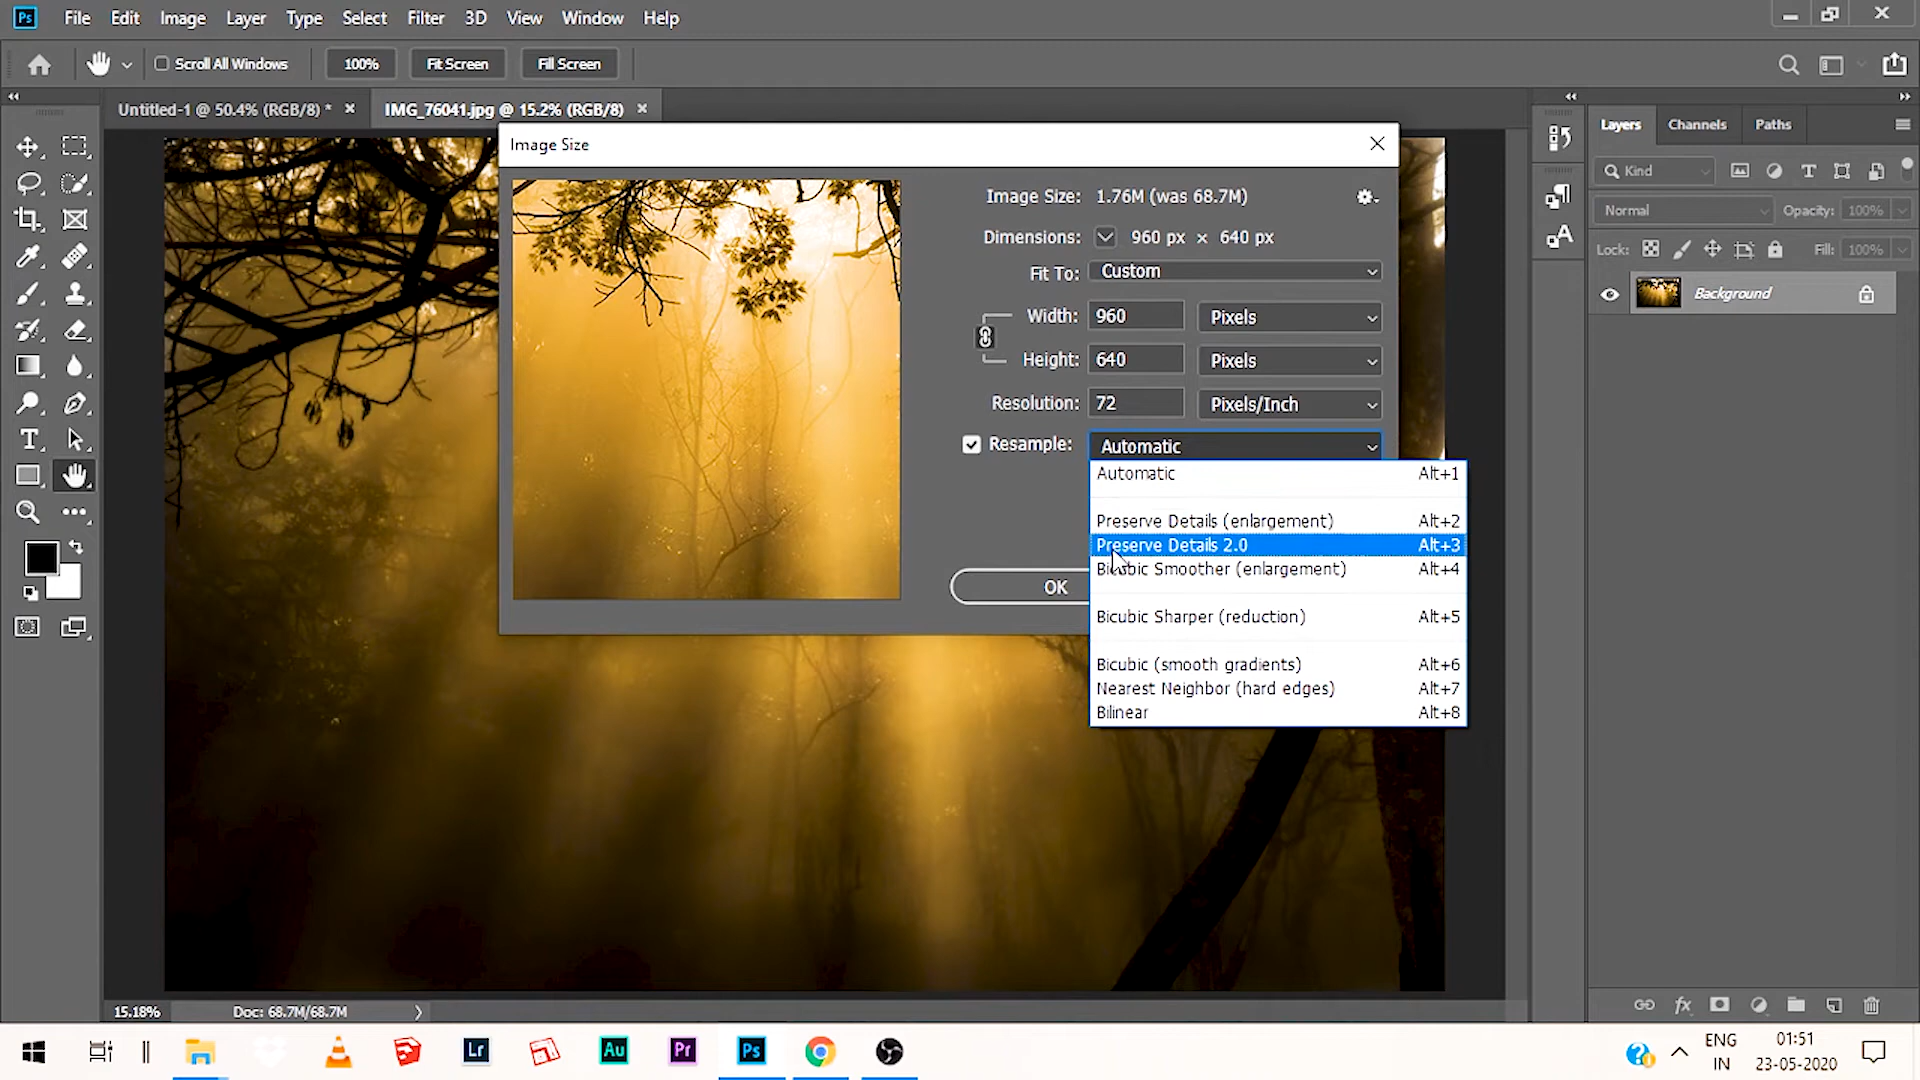 Ps File Edit Image Layer Type Select Filter 3D View Window Help
Scroll All Windows 100% Fit Screen Fill Screen
Untitled-1 @ 50.4% (RGB/8) * × IMG_76041.jpg @ 15.2% (RGB/8) ×
Image Size
Image Size: 1.76M (was 68.7M)
Dimensions: 960 px × 640 px
Fit To: Custom
Width: 960 Pixels
Height: 640 Pixels
Resolution: 72 Pixels/Inch
Resample: Automatic
Automatic Alt+1
Preserve Details (enlargement) Alt+2
Preserve Details 2.0 Alt+3
Bicubic Smoother (enlargement) Alt+4
Bicubic Sharper (reduction) Alt+5
Bicubic (smooth gradients) Alt+6
Nearest Neighbor (hard edges) Alt+7
Bilinear Alt+8
OK
Layers Channels Paths
Kind
Normal Opacity: 100%
Lock: Fill: 100%
Background
fx
15.18% Doc: 68.7M/68.7M
Lr Au Pr Ps
ENG 01:51
IN 23-05-2020